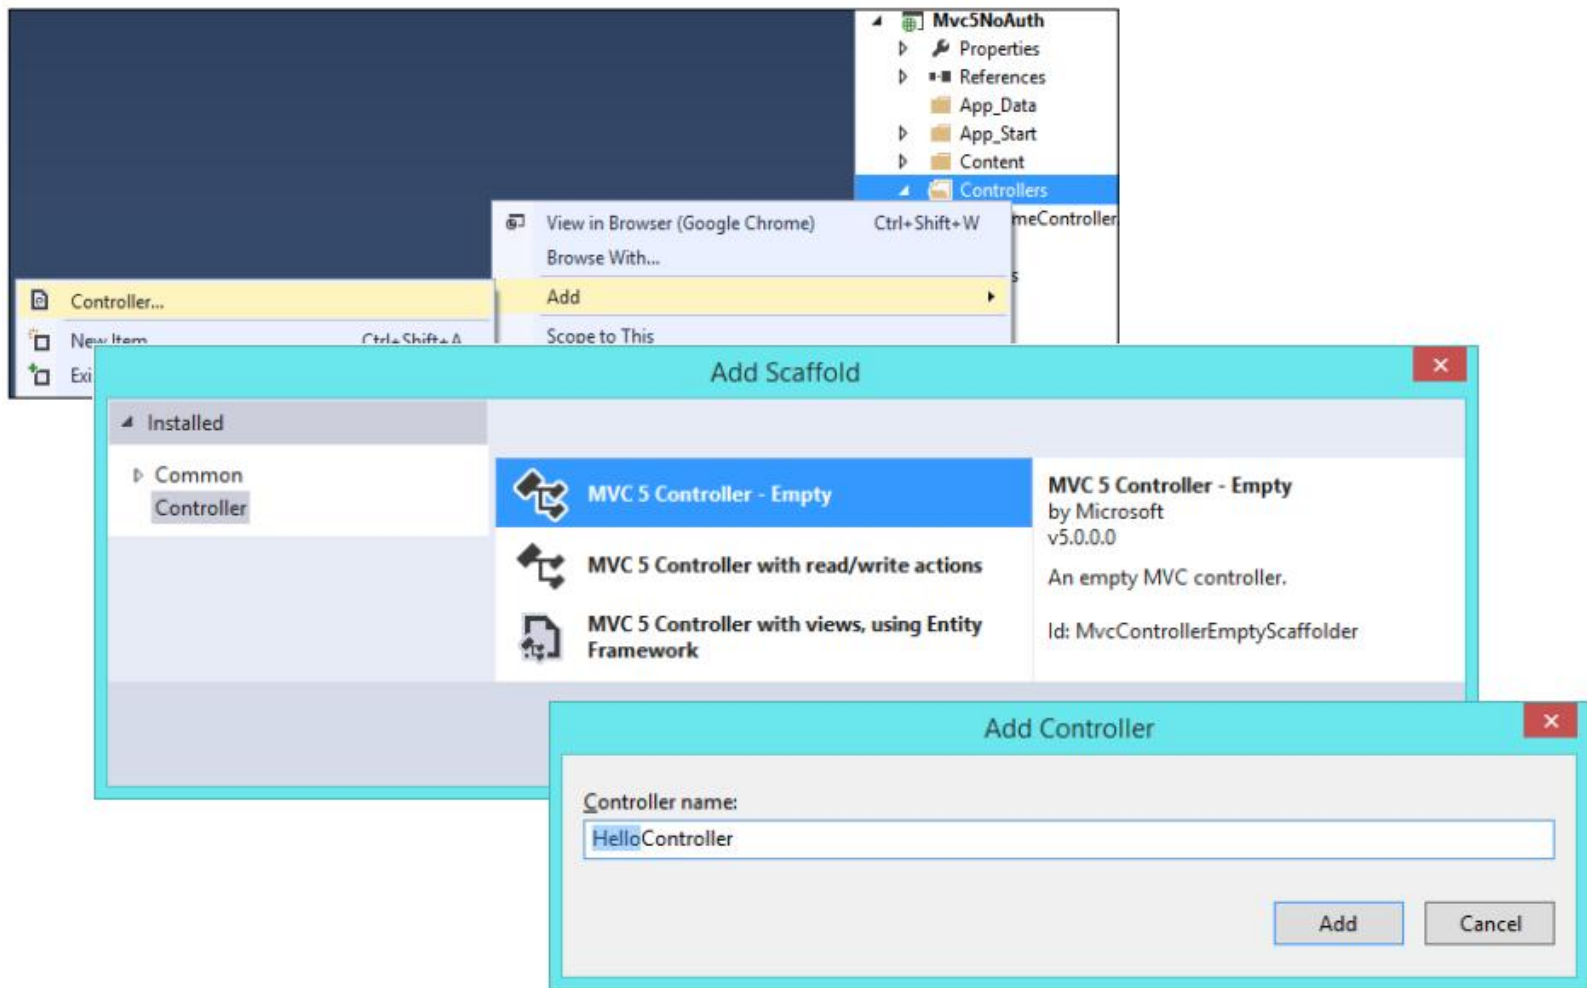 Mvc5NoAuth
Properties
References
App_Data
App_Start
Content
Controllers
meController
View in Browser (Google Chrome) Ctrl+Shift+W
Browse With...
s
Add
Controller...
Scope to This
New Item Ctrl+Shift+A
Exi
Add Scaffold
Installed
Common
Controller
MVC 5 Controller - Empty
MVC 5 Controller with read/write actions
MVC 5 Controller with views, using Entity
Framework
MVC 5 Controller - Empty
by Microsoft
v5.0.0.0
An empty MVC controller.
Id: MvcControllerEmptyScaffolder
Add Controller
Controller name:
HelloController
Add Cancel